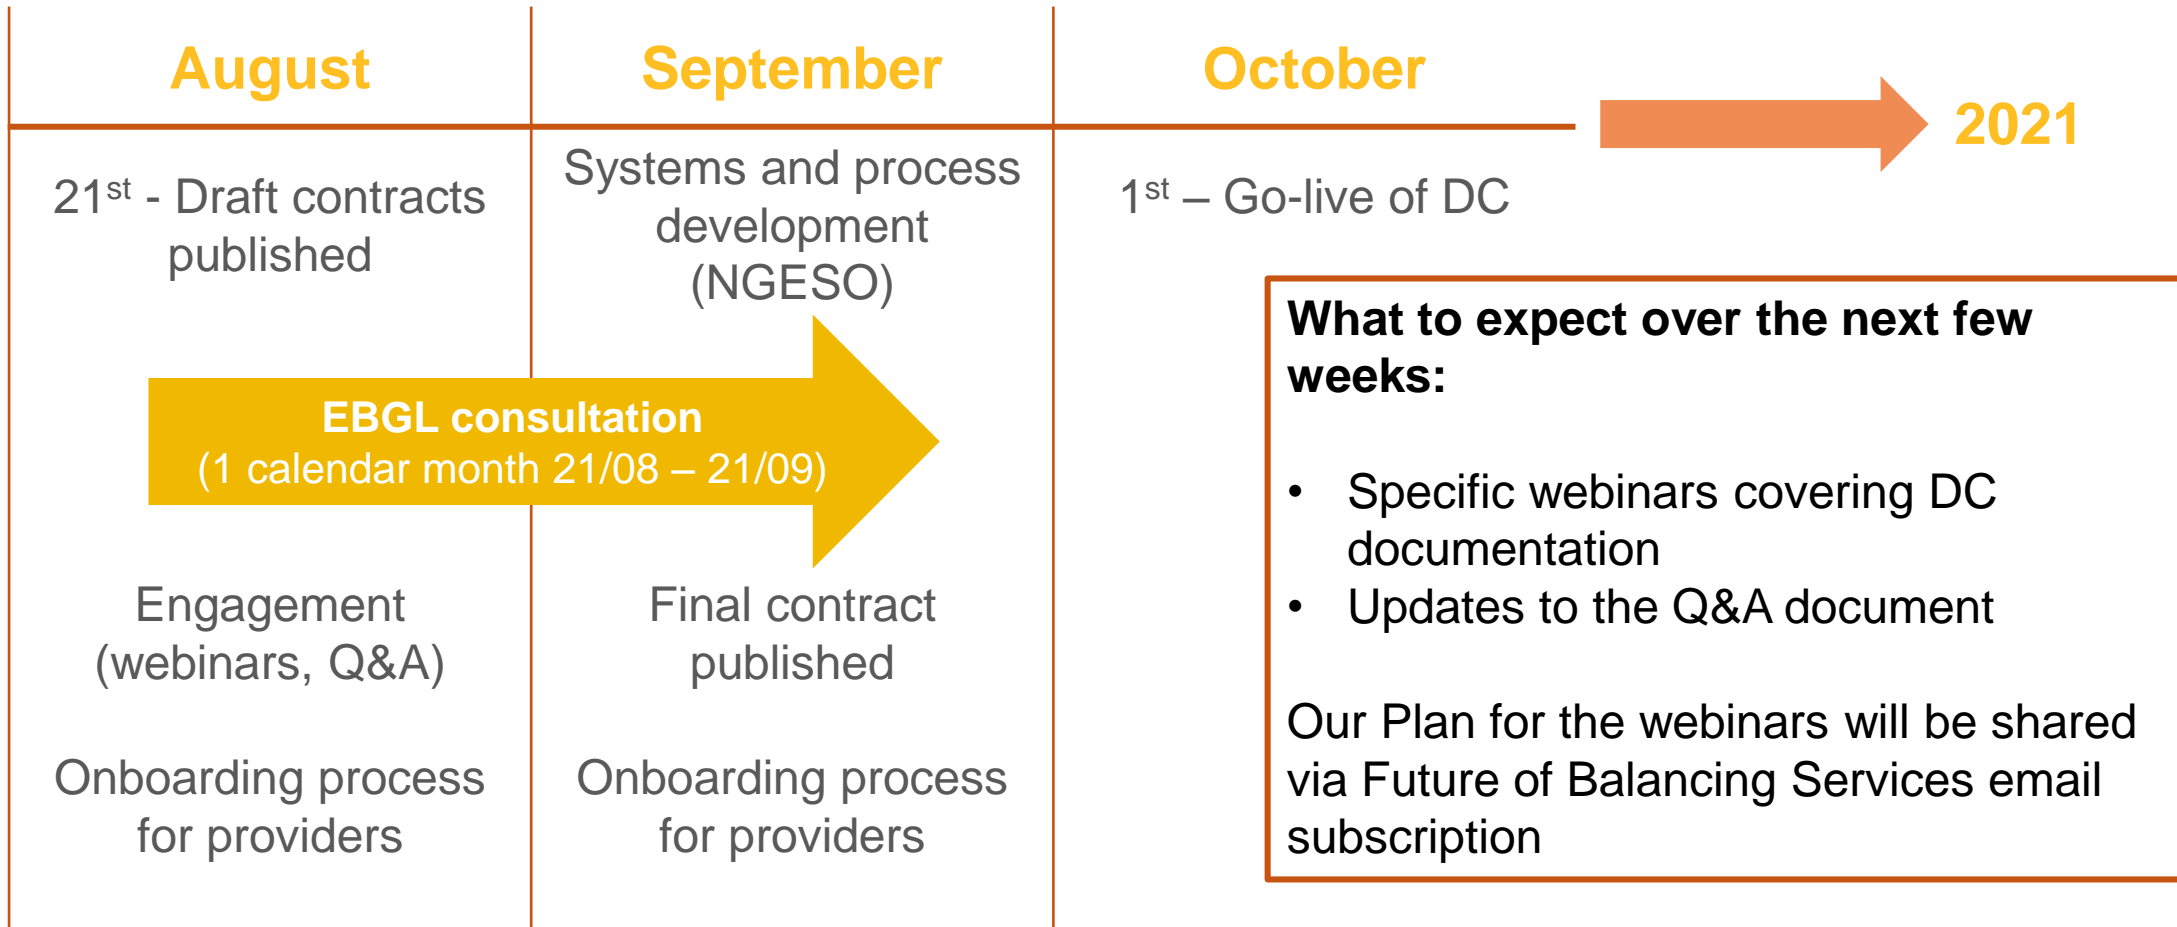 August
21st - Draft contracts
published
Engagement
(webinars, Q&A)
Onboarding process
for providers
September
Systems and process
development
(NGESO)
EBGL consultation
(1 calendar month 21/08 – 21/09)
Final contract
published
Onboarding process
for providers
October
1st – Go-live of DC
2021
What to expect over the next few
weeks:
• Specific webinars covering DC
documentation
• Updates to the Q&A document
Our Plan for the webinars will be shared
via Future of Balancing Services email
subscription